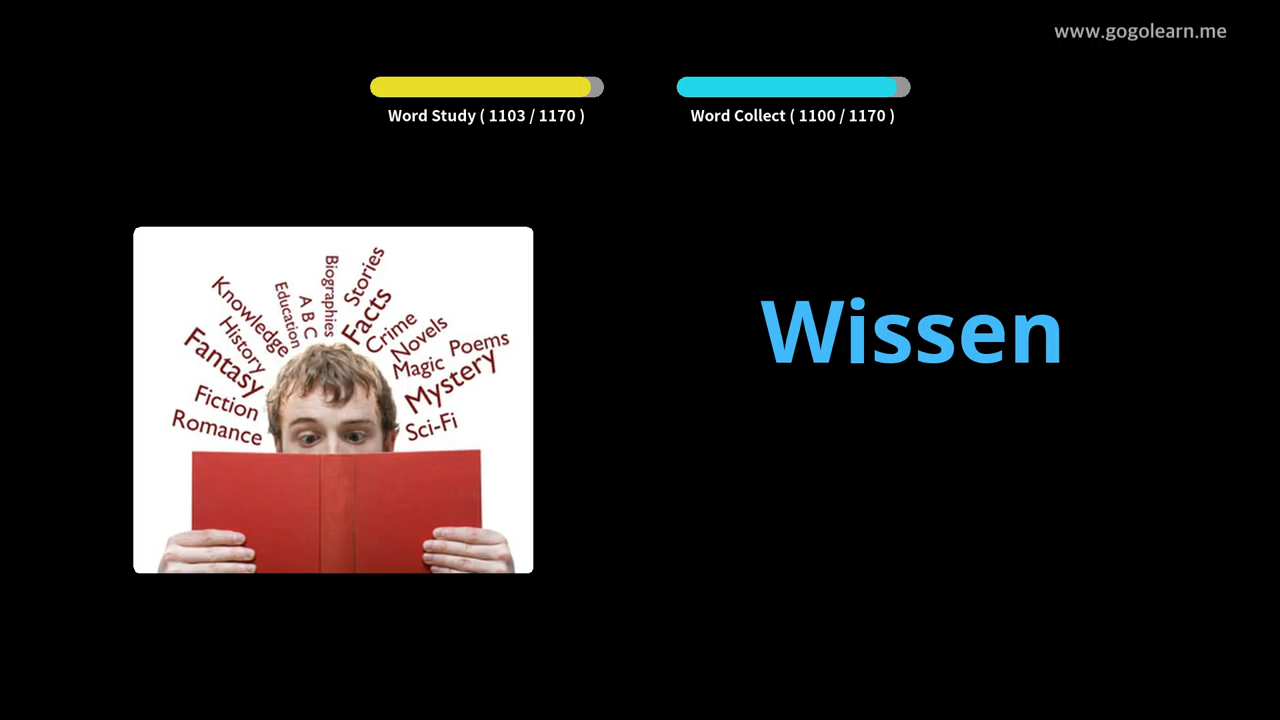 www.gogolearn.me
Word Study ( 1103 / 1170 )
Word Collect ( 1100 / 1170 )
Wissen
Biographies
Stories
Facts
A B C
Education
Knowledge
History
Fantasy
Fiction
Romance
Crime
Novels
Poems
Magic
Mystery
Sci-Fi